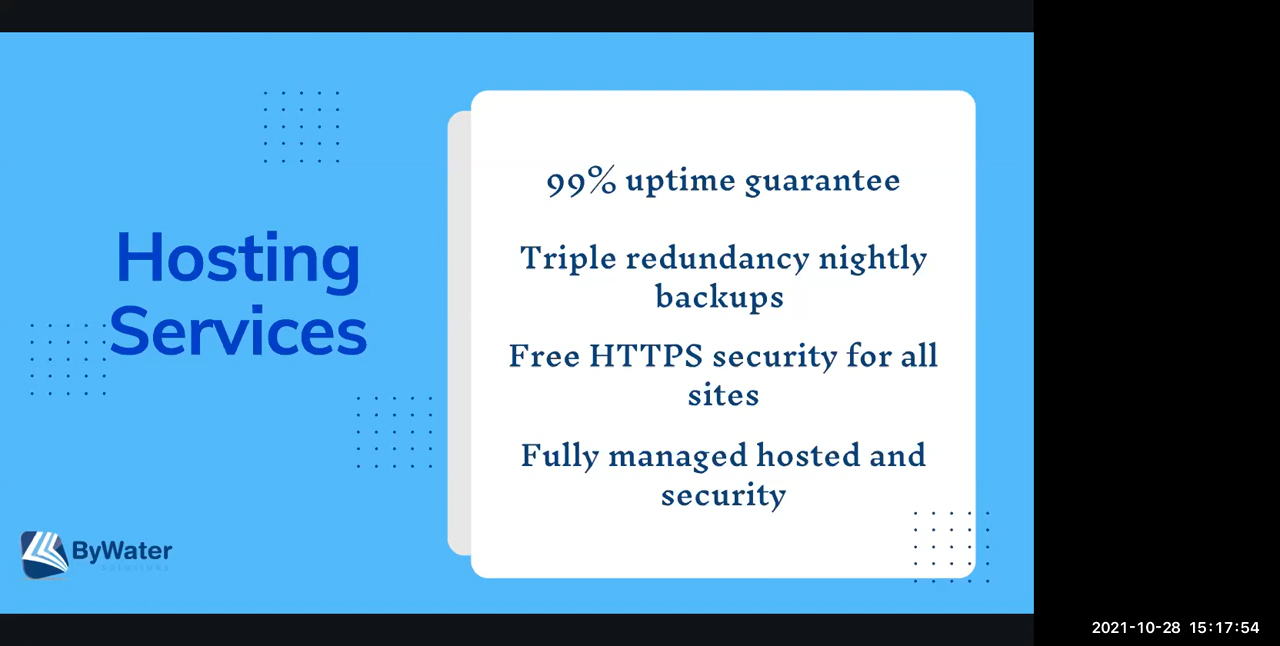 Hosting
Services
99% uptime guarantee
Triple redundancy nightly
backups
Free HTTPS security for all
sites
Fully managed hosted and
security
ByWater
SOLUTIONS
2021-10-28 15:17:54